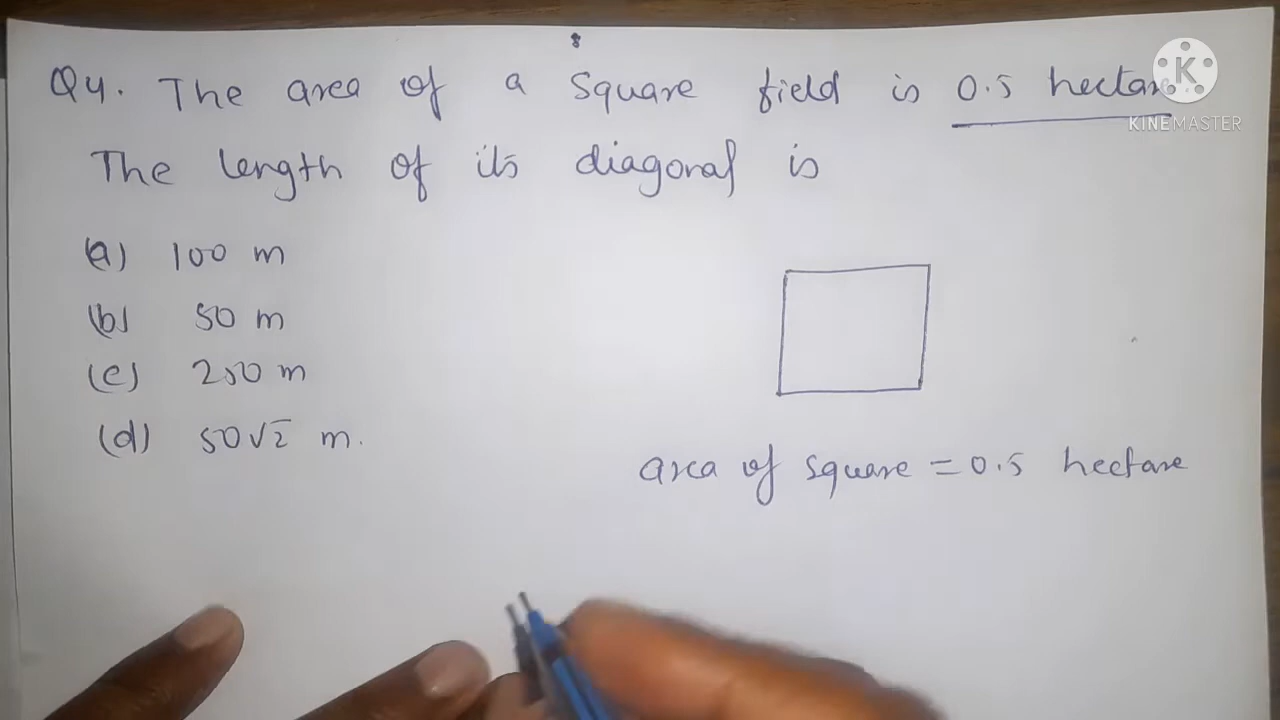 Q4. The area of a square field is 0.5 hectare
The length of its diagonal is
(a) 100 m
(b) 50 m
(c) 250 m
(d) 50√2 m.
area of square = 0.5 hectare
K
KINEMASTER